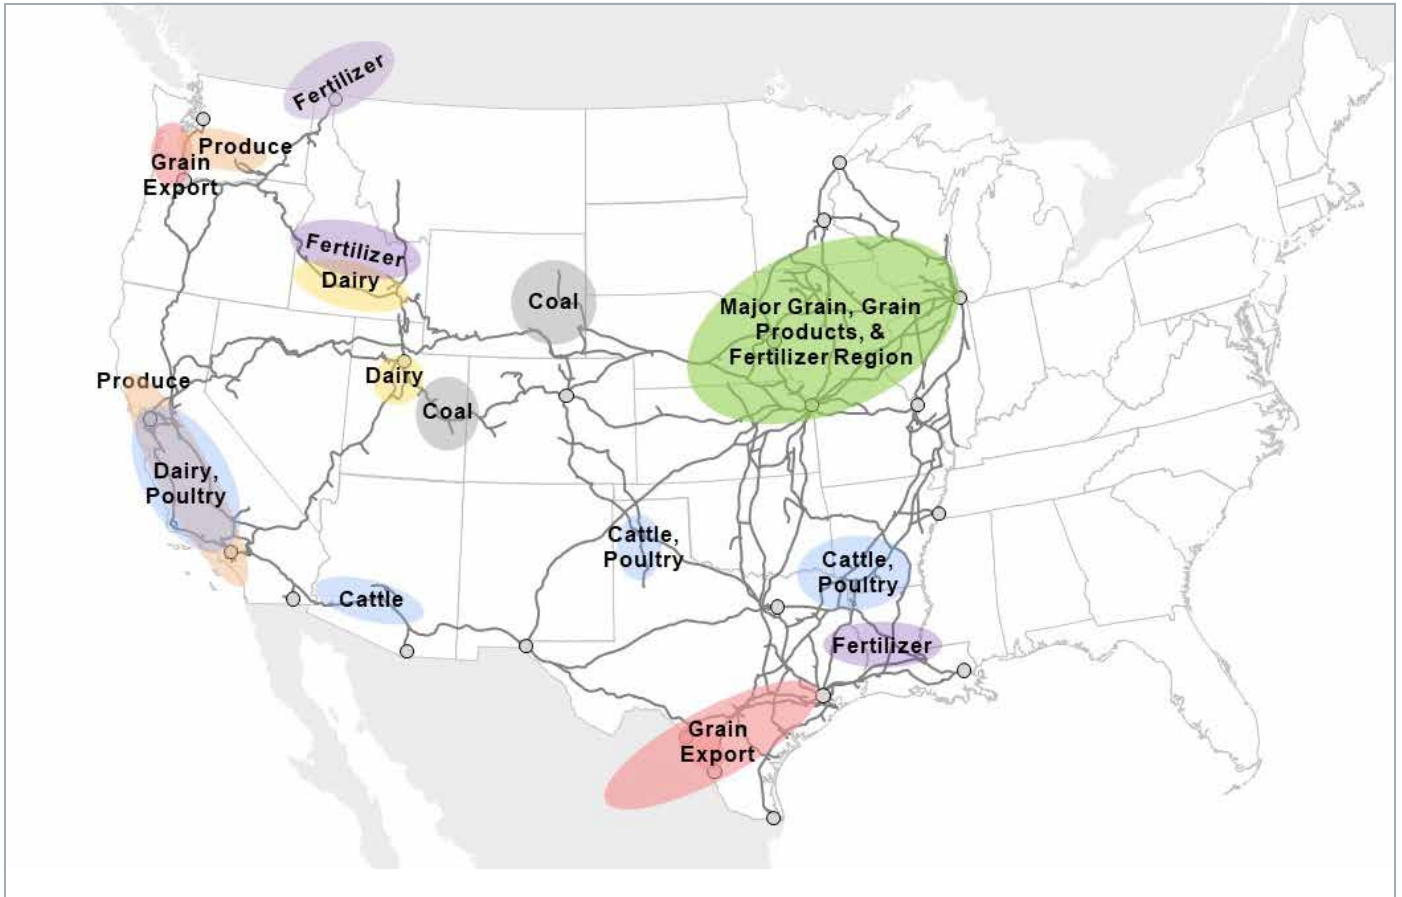 Fertilizer
Produce
Grain
Export
Fertilizer
Dairy
Coal
Major Grain, Grain
Products, &
Fertilizer Region
Produce
Dairy
Coal
Dairy,
Poultry
Cattle,
Poultry
Cattle,
Poultry
Cattle
Fertilizer
Grain
Export